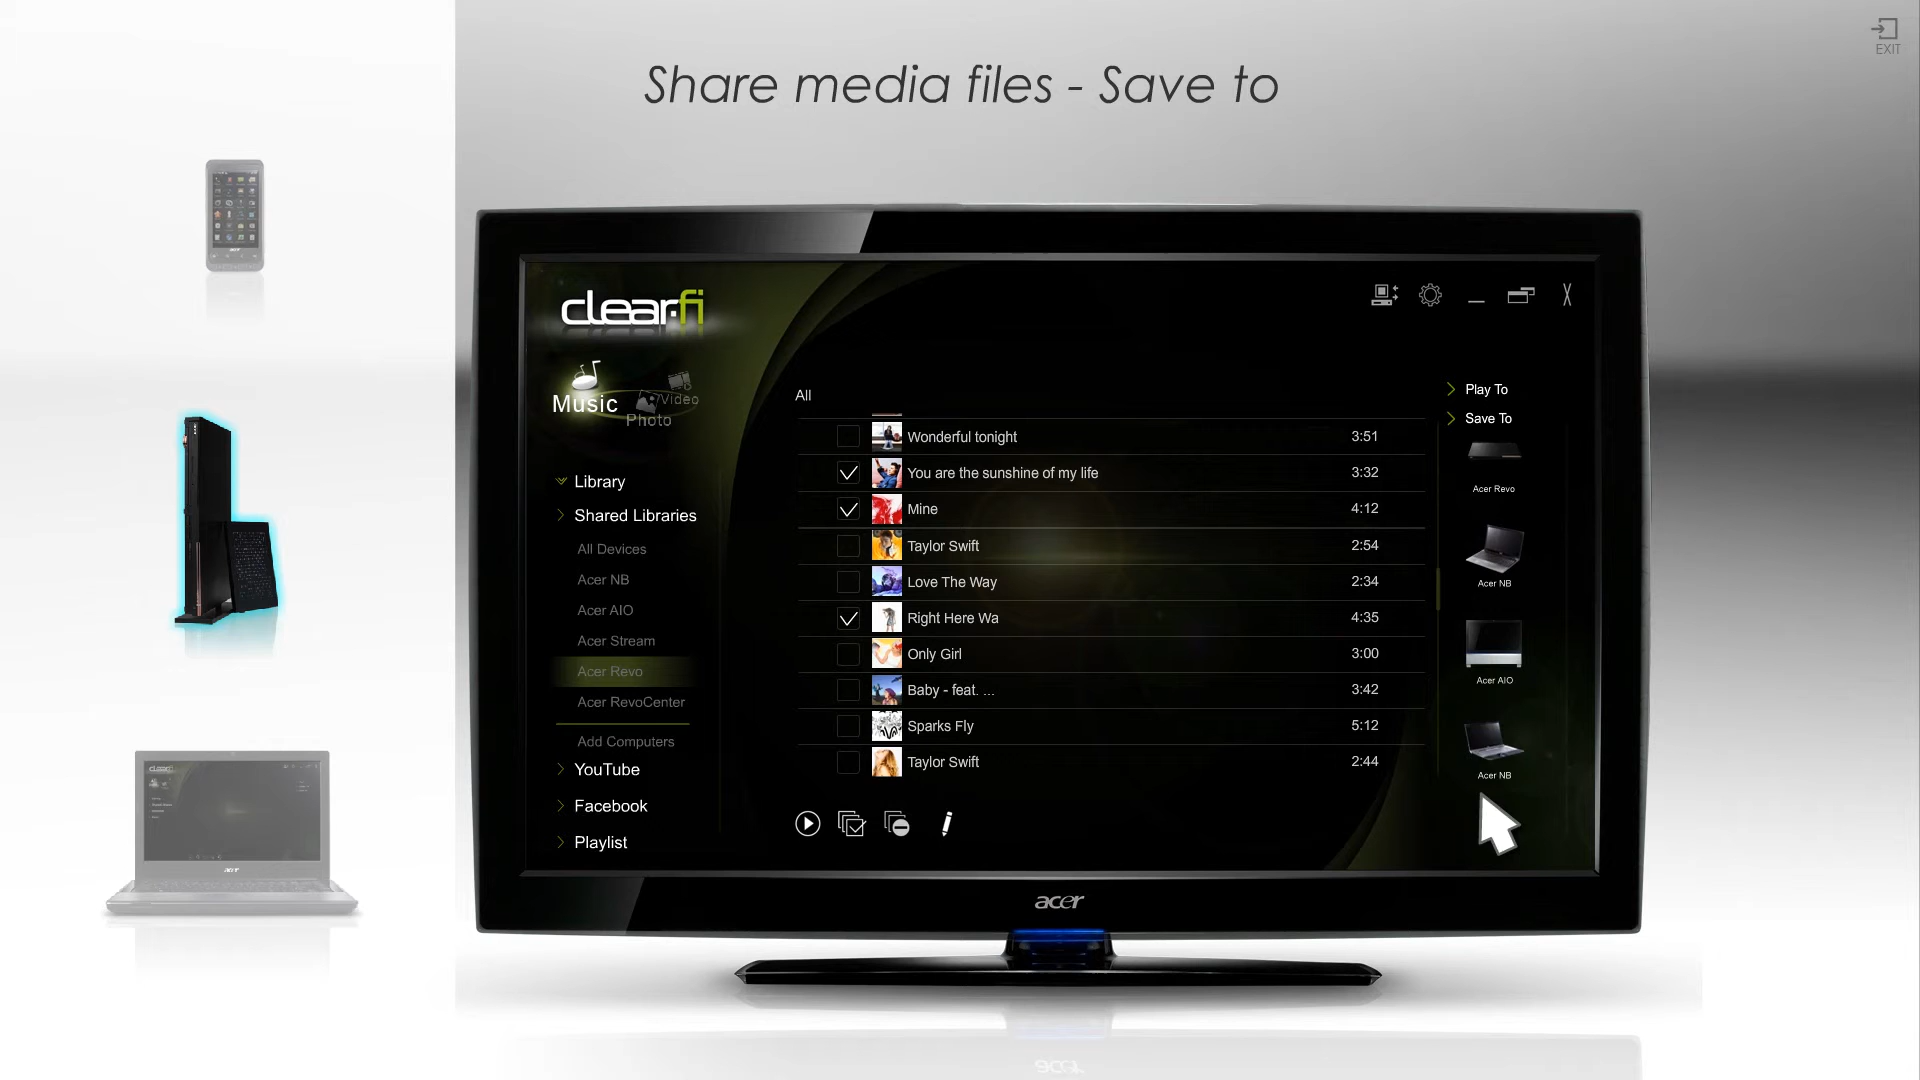 EXIT
Share media files - Save to
clear.fi
Music
Video
Photo
Library
Shared Libraries
All Devices
Acer NB
Acer AIO
Acer Stream
Acer Revo
Acer RevoCenter
Add Computers
YouTube
Facebook
Playlist
All
Wonderful tonight 3:51
You are the sunshine of my life 3:32
Mine 4:12
Taylor Swift 2:54
Love The Way 2:34
Right Here Wa 4:35
Only Girl 3:00
Baby - feat. ... 3:42
Sparks Fly 5:12
Taylor Swift 2:44
Play To
Save To
Acer Revo
Acer NB
Acer AIO
Acer NB
acer